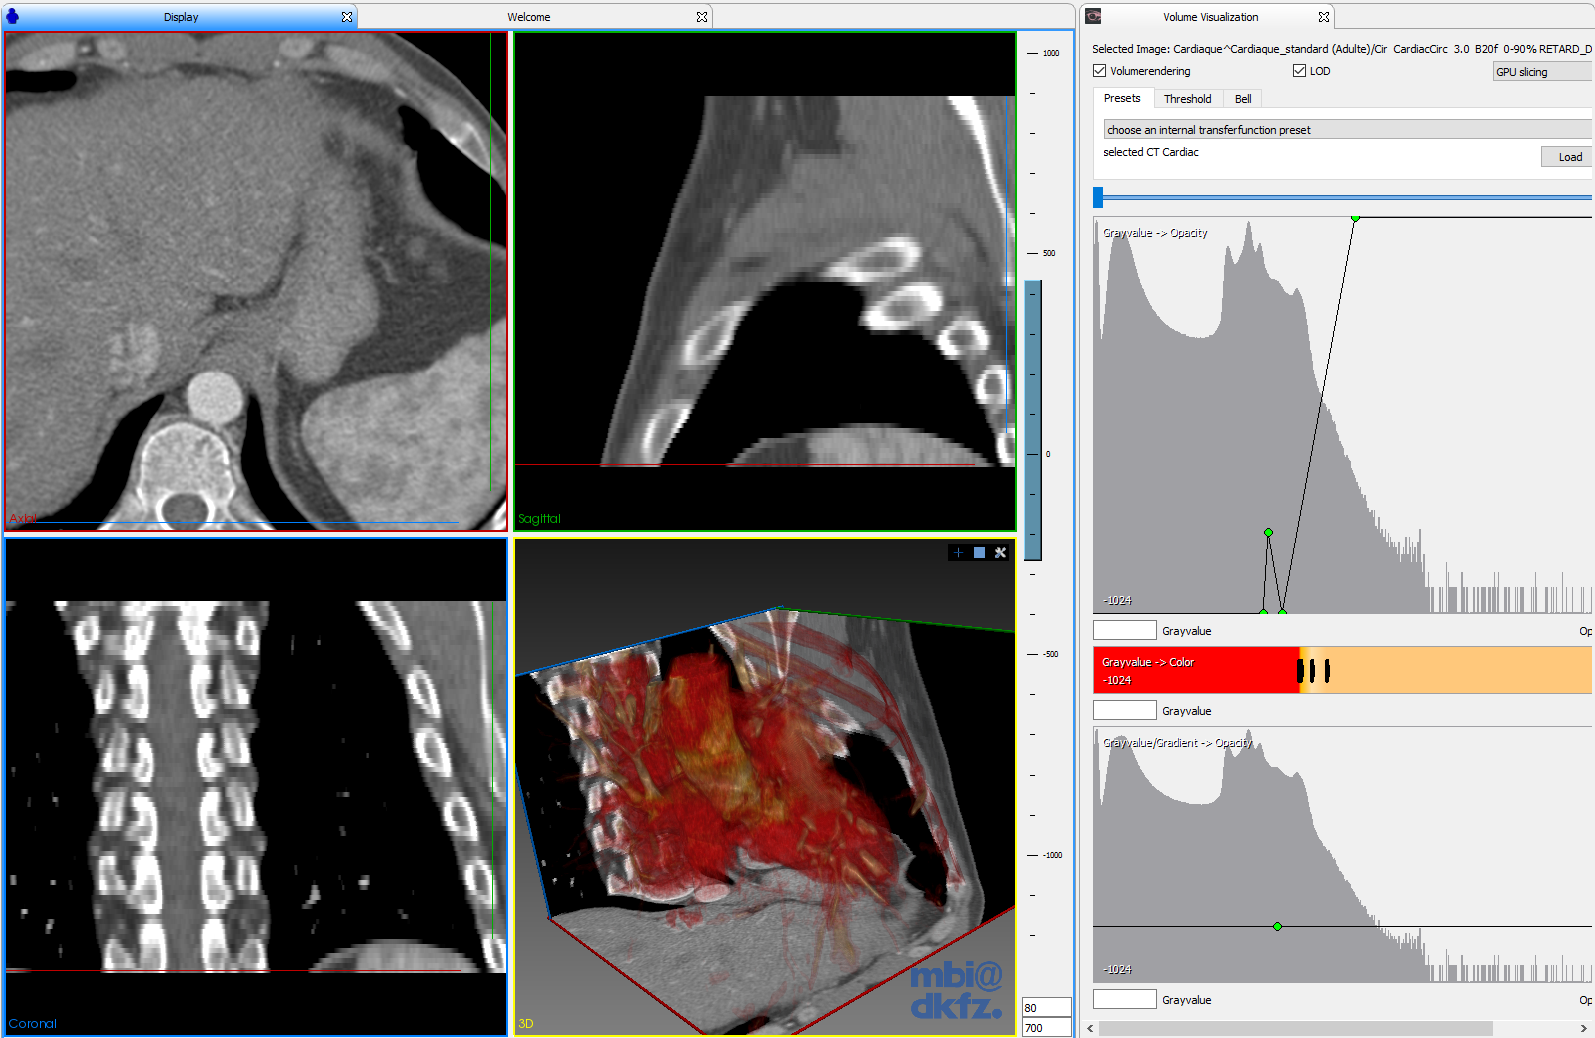 Display
Welcome
Volume Visualization
Selected Image: Cardiaque^Cardiaque_standard (Adulte)/Cir CardiacCirc 3.0 B20f 0-90% RETARD_D
Volumerendering
LOD
GPU slicing
Presets
Threshold
Bell
choose an internal transferfunction preset
selected CT Cardiac
Load
Grayvalue -> Opacity
-1024
Grayvalue
Op
Grayvalue -> Color
-1024
Grayvalue
Grayvalue/Gradient -> Opacity
-1024
Grayvalue
Op
Axial
Sagittal
Coronal
3D
mbi@
dkfz.
1000
500
0
-500
-1000
80
700